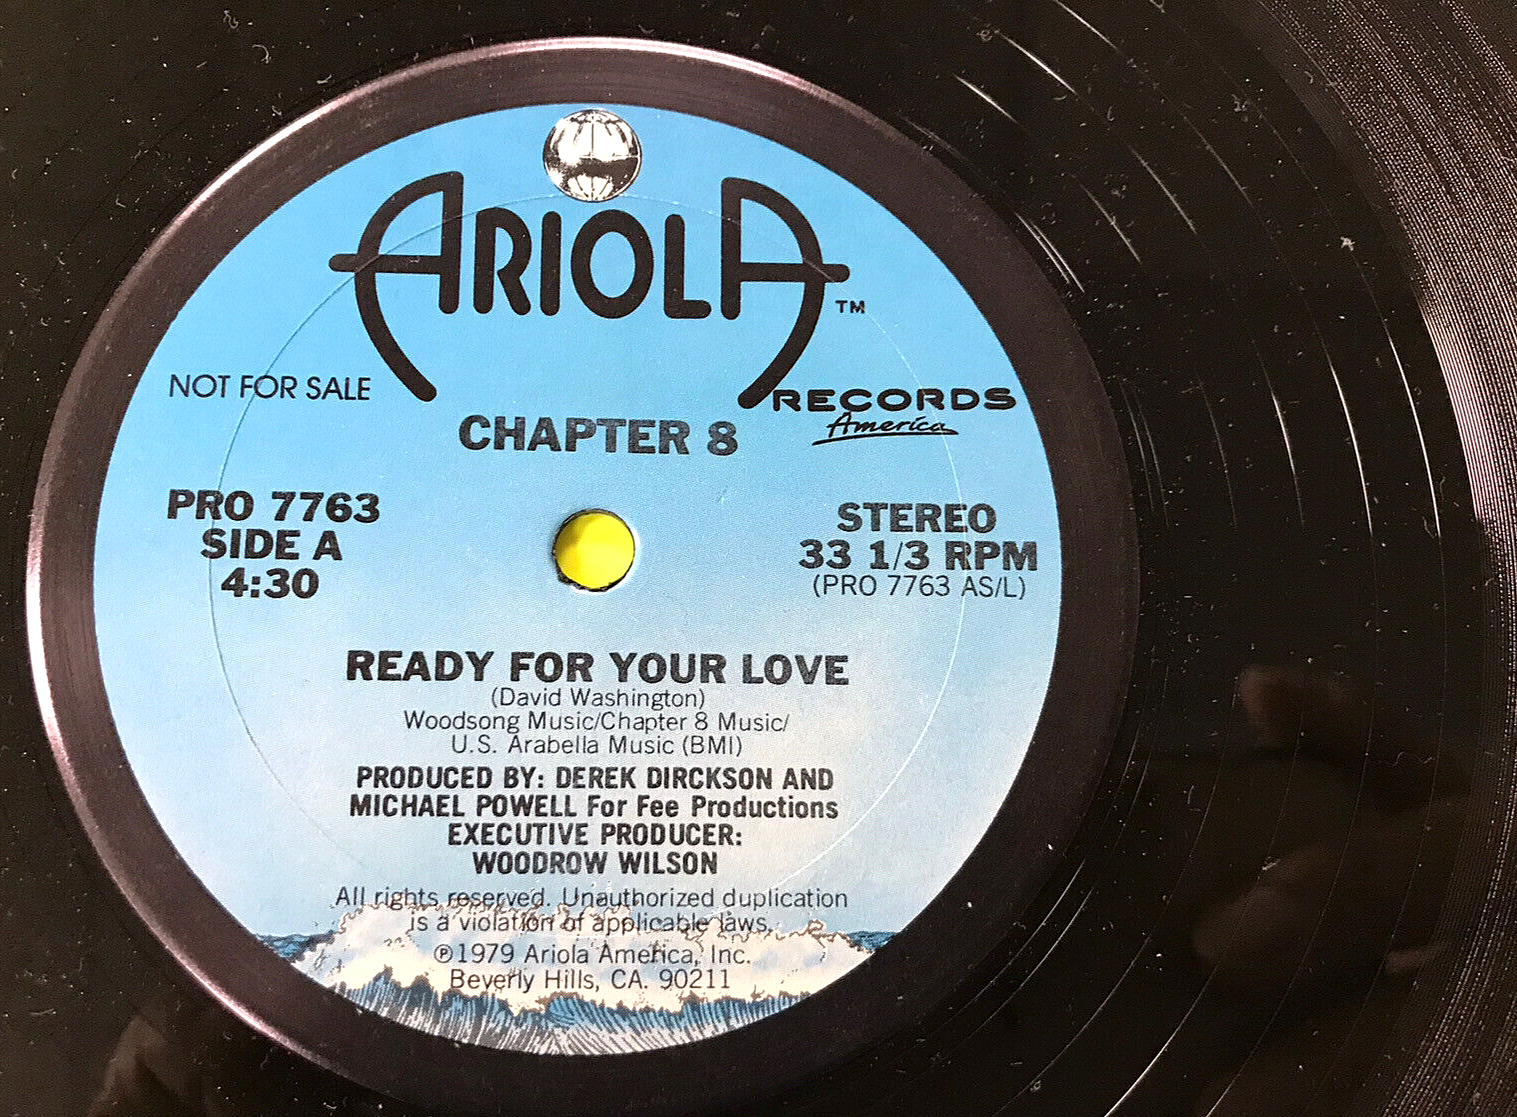 ARIOLA TM
NOT FOR SALE
RECORDS
America
CHAPTER 8
PRO 7763
SIDE A
4:30
STEREO
33 1/3 RPM
(PRO 7763 AS/L)
READY FOR YOUR LOVE
(David Washington)
Woodsong Music/Chapter 8 Music/
U.S. Arabella Music (BMI)
PRODUCED BY: DEREK DIRCKSON AND
MICHAEL POWELL For Fee Productions
EXECUTIVE PRODUCER:
WOODROW WILSON
All rights reserved. Unauthorized duplication
is a violation of applicable laws.
℗1979 Ariola America, Inc.
Beverly Hills, CA. 90211